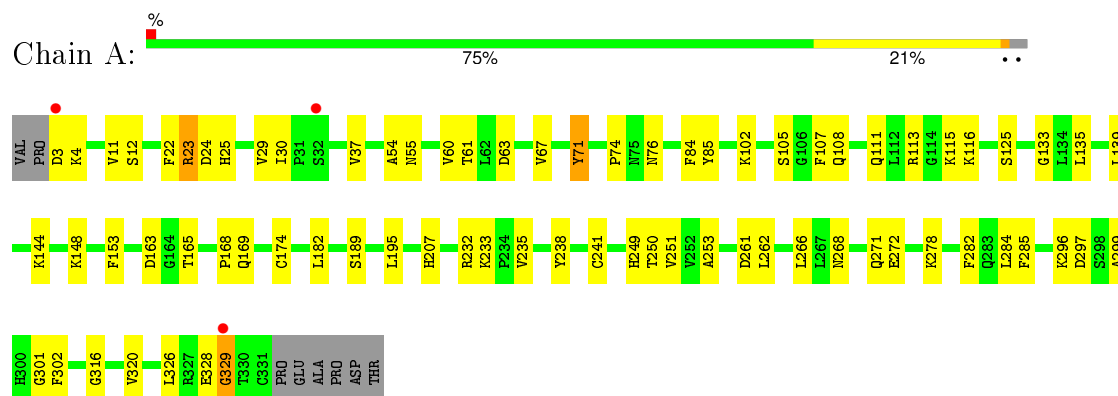 %
Chain A:
75% 21% • •
VAL PRO D3 K4 V11 S12 F22 R23 D24 H25 V29 I30 P31 S32 V37 A54 N55 V60 T61 L62 D63 V67 Y71 P74 N75 N76 F84 Y85 K102 S105 G106 F107 Q108 Q111 L112 R113 G114 K115 K116 S125 G133 L134 L135
K144 K148 F153 D163 G164 T165 P168 Q169 C174 L182 S189 L195 H207 R232 K233 P234 V235 Y238 C241 H249 T250 V251 V252 A253 D261 L262 L266 L267 N268 Q271 E272 K278 F282 Q283 L284 F285 K296 D297 S298 A299
H300 G301 F302 G316 V320 L326 R327 E328 G329 T330 C331 PRO GLU ALA PRO ASP THR